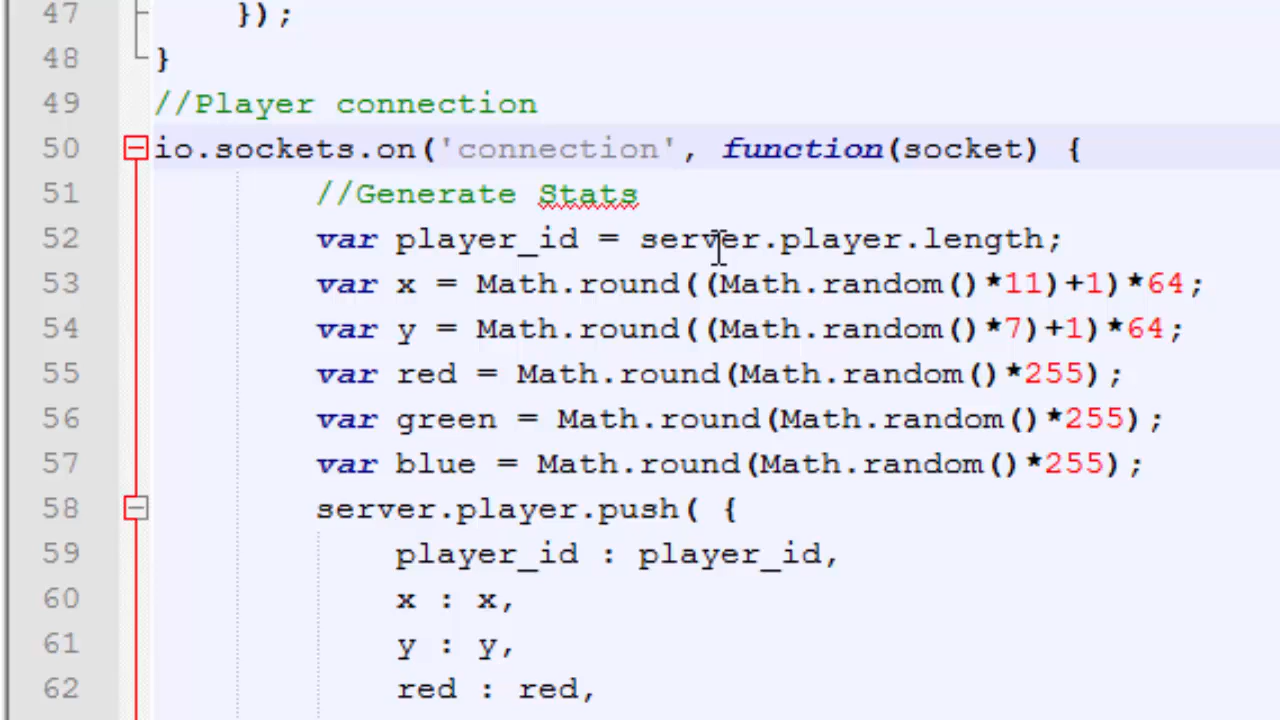 47 });
48 }
49 //Player connection
50 io.sockets.on('connection', function(socket) {
51 //Generate Stats
52 var player_id = server.player.length;
53 var x = Math.round((Math.random()*11)+1)*64;
54 var y = Math.round((Math.random()*7)+1)*64;
55 var red = Math.round(Math.random()*255);
56 var green = Math.round(Math.random()*255);
57 var blue = Math.round(Math.random()*255);
58 server.player.push( {
59 player_id : player_id,
60 x : x,
61 y : y,
62 red : red,